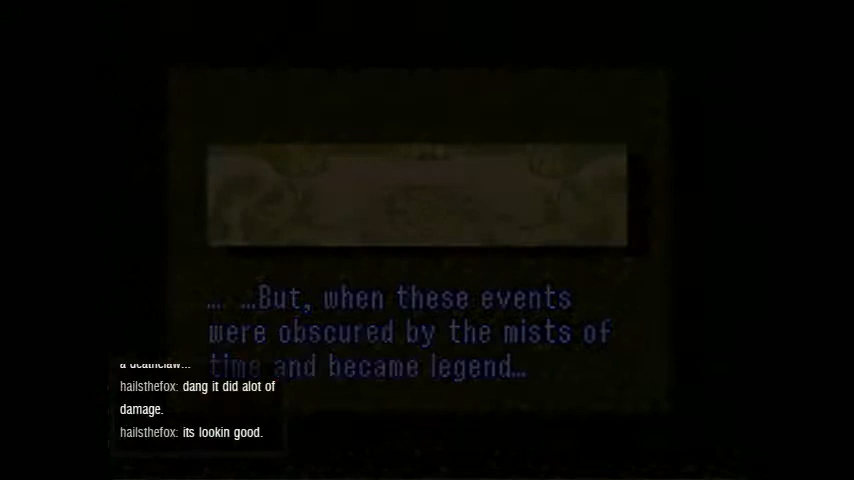 … …But, when these events
were obscured by the mists of
time and became legend…
a deathclaw...
hailsthefox: dang it did alot of
damage.
hailsthefox: its lookin good.